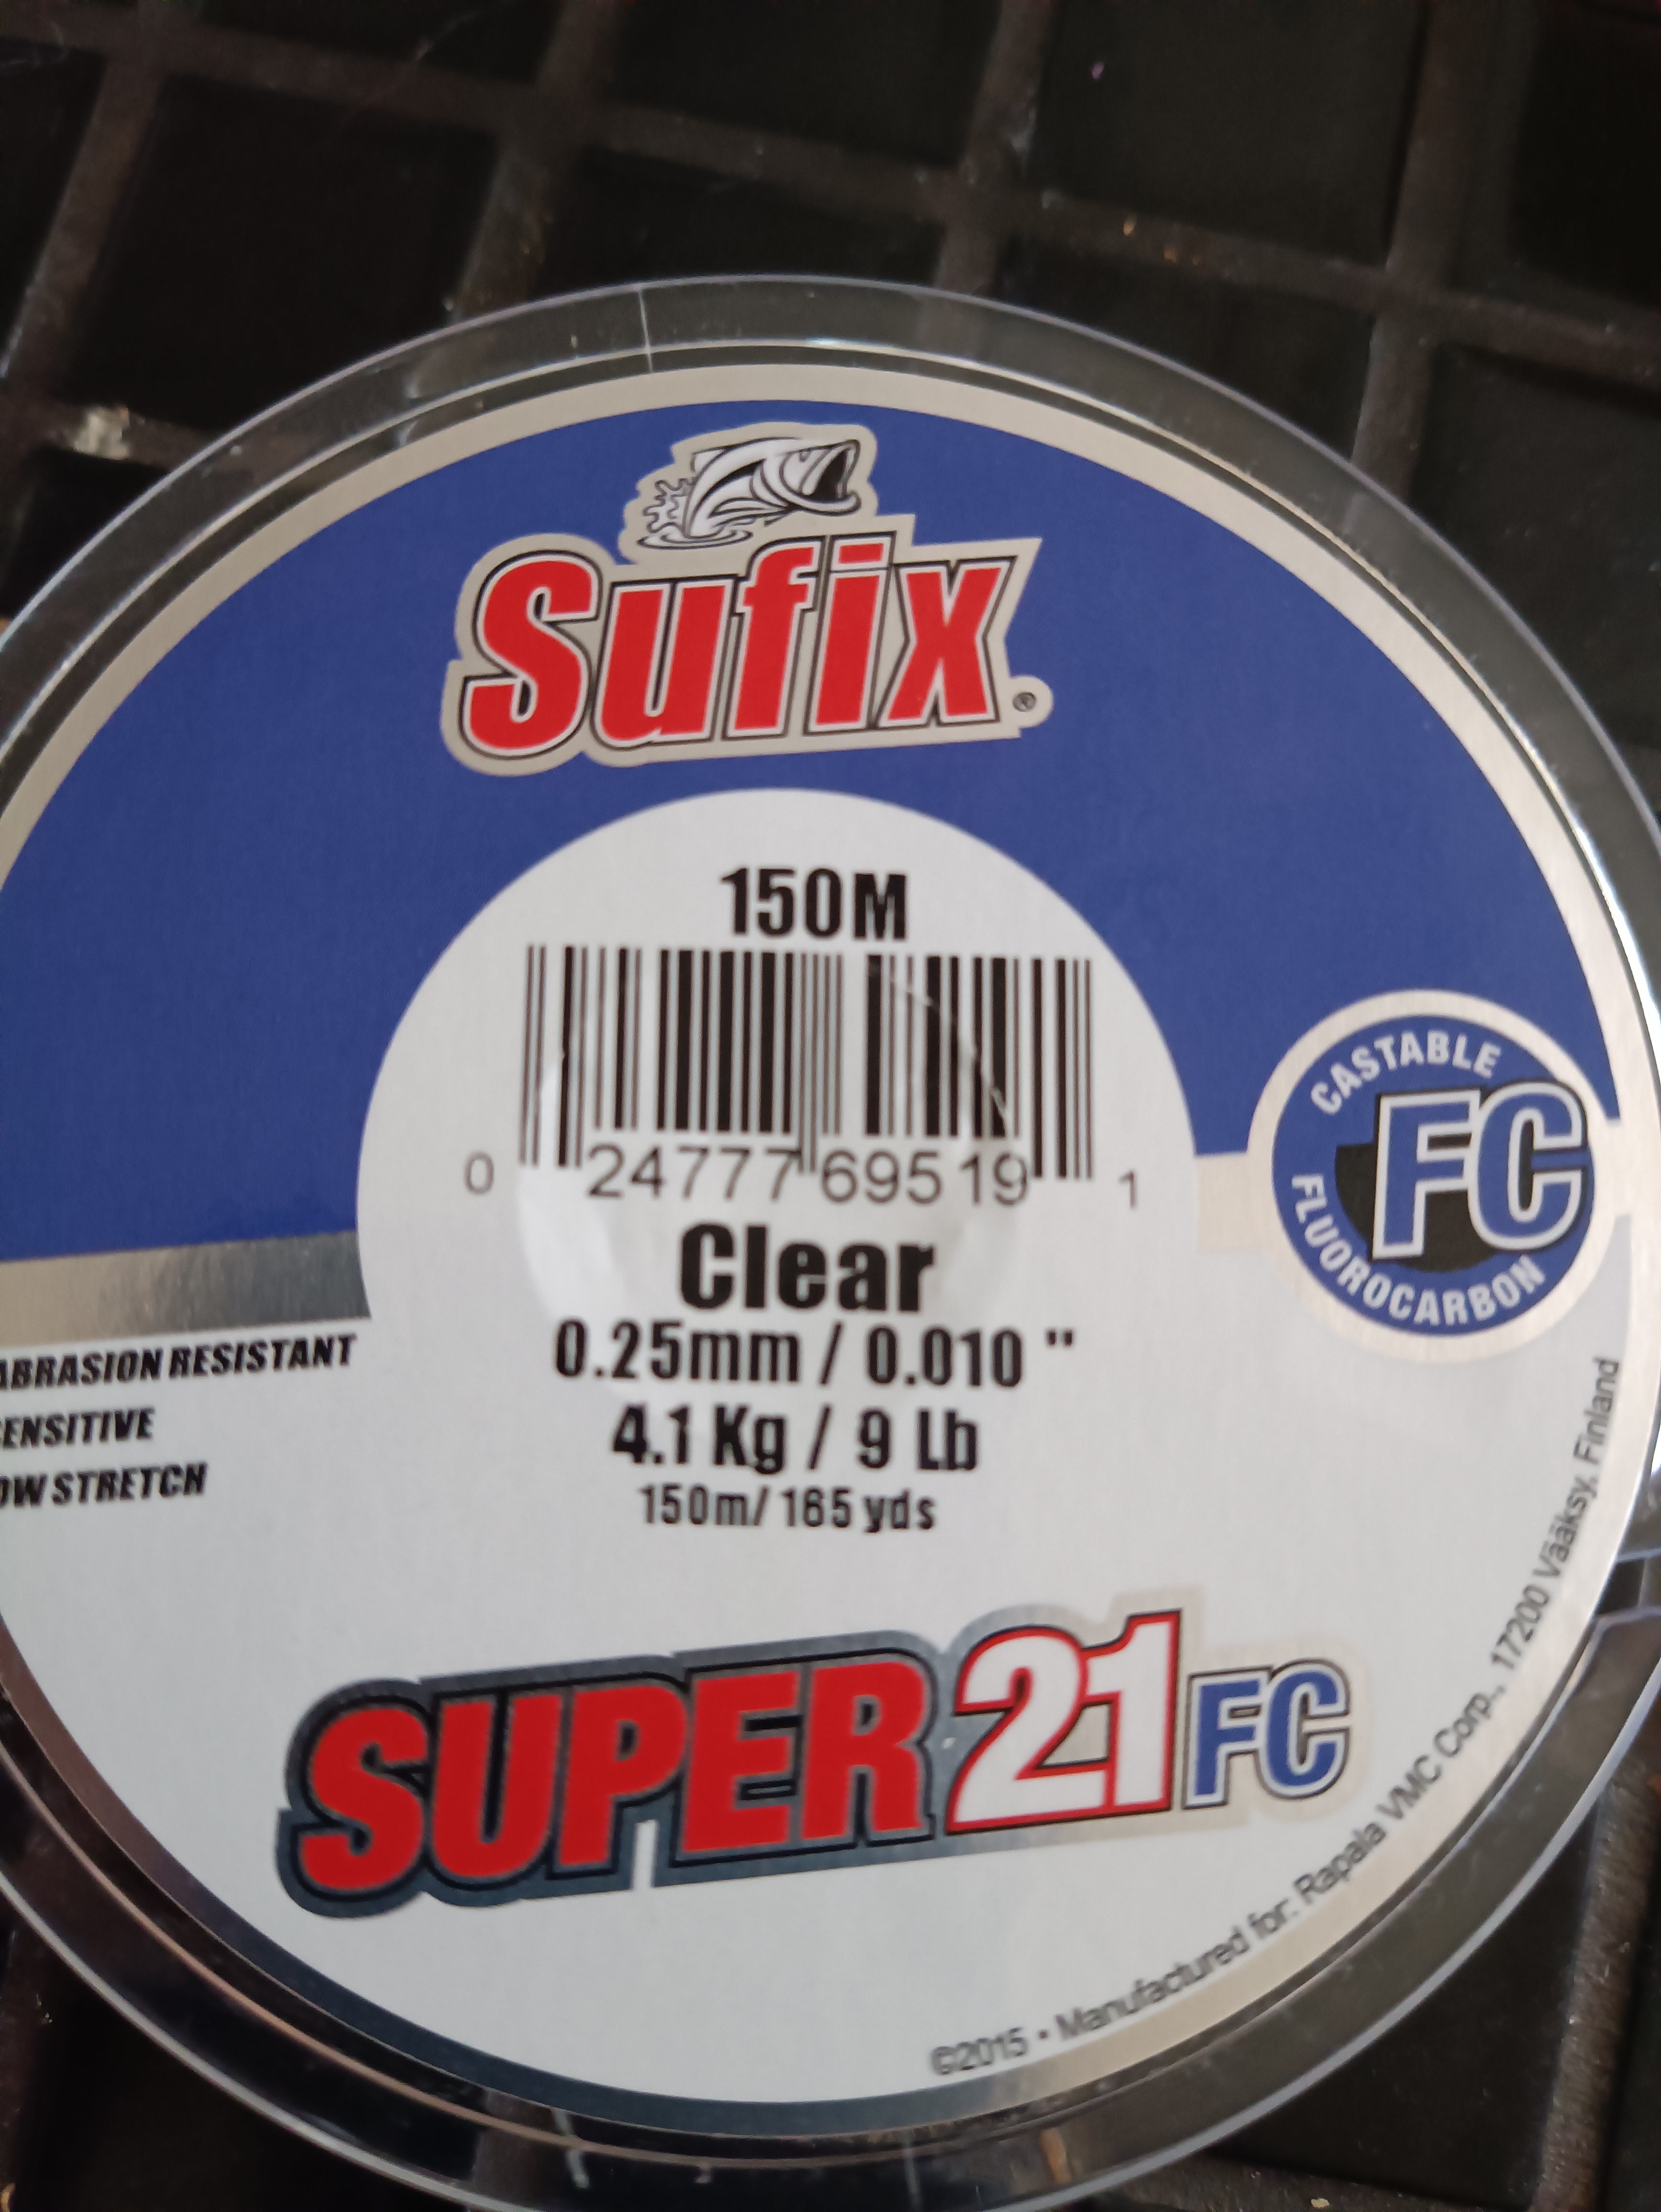 Sufix®
150M
0 24777 69519 1
Clear
0.25mm / 0.010 "
4.1 Kg / 9 Lb
150m/ 165 yds
CASTABLE
FC
FLUOROCARBON
ABRASION RESISTANT
ENSITIVE
OW STRETCH
SUPER 21 FC
©2015 • Manufactured for: Rapala VMC Corp., 17200 Vääksy, Finland